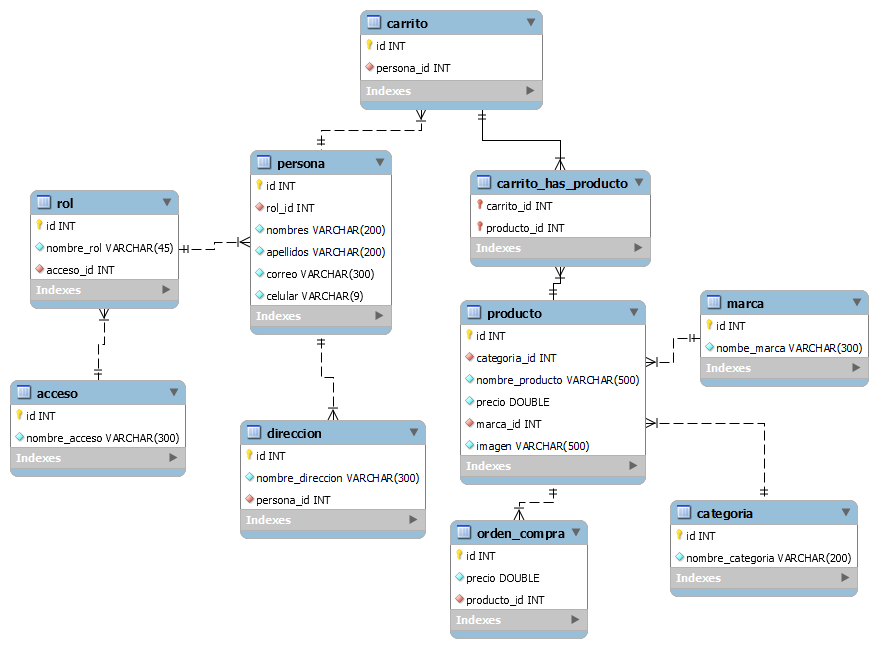 carrito
id INT
persona_id INT
Indexes
persona
id INT
rol_id INT
nombres VARCHAR(200)
apellidos VARCHAR(200)
correo VARCHAR(300)
celular VARCHAR(9)
Indexes
carrito_has_producto
carrito_id INT
producto_id INT
Indexes
rol
id INT
nombre_rol VARCHAR(45)
acceso_id INT
Indexes
producto
id INT
categoria_id INT
nombre_producto VARCHAR(500)
precio DOUBLE
marca_id INT
imagen VARCHAR(500)
Indexes
marca
id INT
nombe_marca VARCHAR(300)
Indexes
acceso
id INT
nombre_acceso VARCHAR(300)
Indexes
direccion
id INT
nombre_direccion VARCHAR(300)
persona_id INT
Indexes
orden_compra
id INT
precio DOUBLE
producto_id INT
Indexes
categoria
id INT
nombre_categoria VARCHAR(200)
Indexes